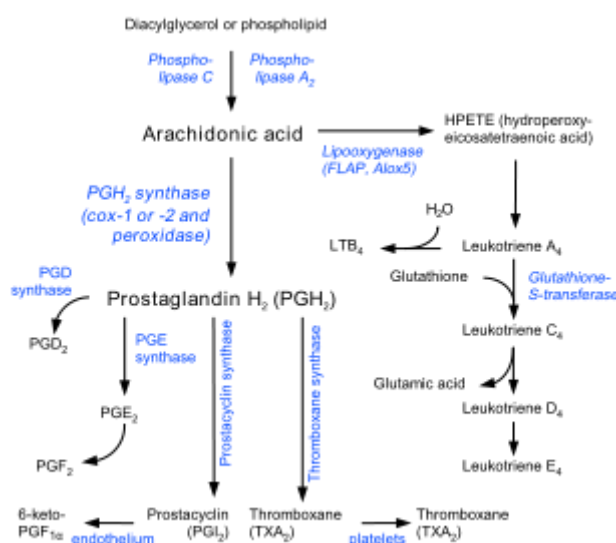 Diacylglycerol or phospholipid
Phospho-
lipase C
Phospho-
lipase A₂
Arachidonic acid
Lipooxygenase
(FLAP, Alox5)
HPETE (hydroperoxy-
eicosatetraenoic acid)
PGH₂ synthase
(cox-1 or -2 and
peroxidase)
H₂O
LTB₄
Leukotriene A₄
Glutathione
Glutathione-
S-transferase
PGD
synthase
Prostaglandin H₂ (PGH₂)
Leukotriene C₄
PGD₂
PGE
synthase
Prostacyclin synthase
Thromboxane synthase
Glutamic acid
PGE₂
Leukotriene D₄
PGF₂
Leukotriene E₄
6-keto-
PGF₁α
endothelium
Prostacyclin
(PGI₂)
Thromboxane
(TXA₂)
platelets
Thromboxane
(TXA₂)